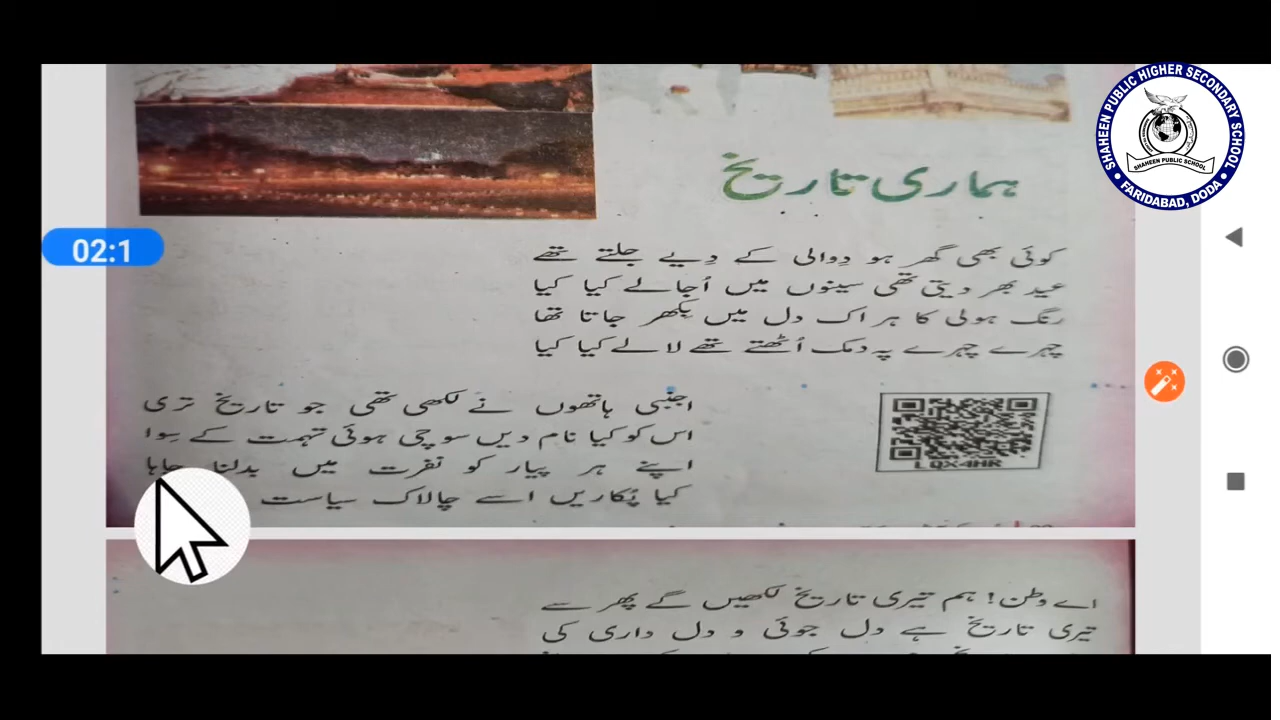 SHAHEEN PUBLIC HIGHER SECONDARY SCHOOL
SHAHEEN PUBLIC SCHOOL
FARIDABAD, DODA
ہماری تاریخ
02:1
کوئی بھی گھر ہو دِوالی کے دِیے جلتے تھے
عید بھر دیتی تھی سینوں میں اُجالے کیا کیا
رنگ ہولی کا ہر اک دل میں بِکھر جاتا تھا
چہرے چہرے پہ دمک اُٹھتے تھے لالے کیا کیا
اجنبی ہاتھوں نے لکھی تھی جو تاریخ تری
اس کو کیا نام دیں سوچی ہوئی تہمت کے سِوا
اپنے ہر پیار کو نفرت میں بدلنا چاہا
کیا پُکاریں اسے چالاک سیاست
LQX4HR
اے وطن! ہم تیری تاریخ لکھیں گے پھر سے
تیری تاریخ ہے دل جوئی و دل داری کی